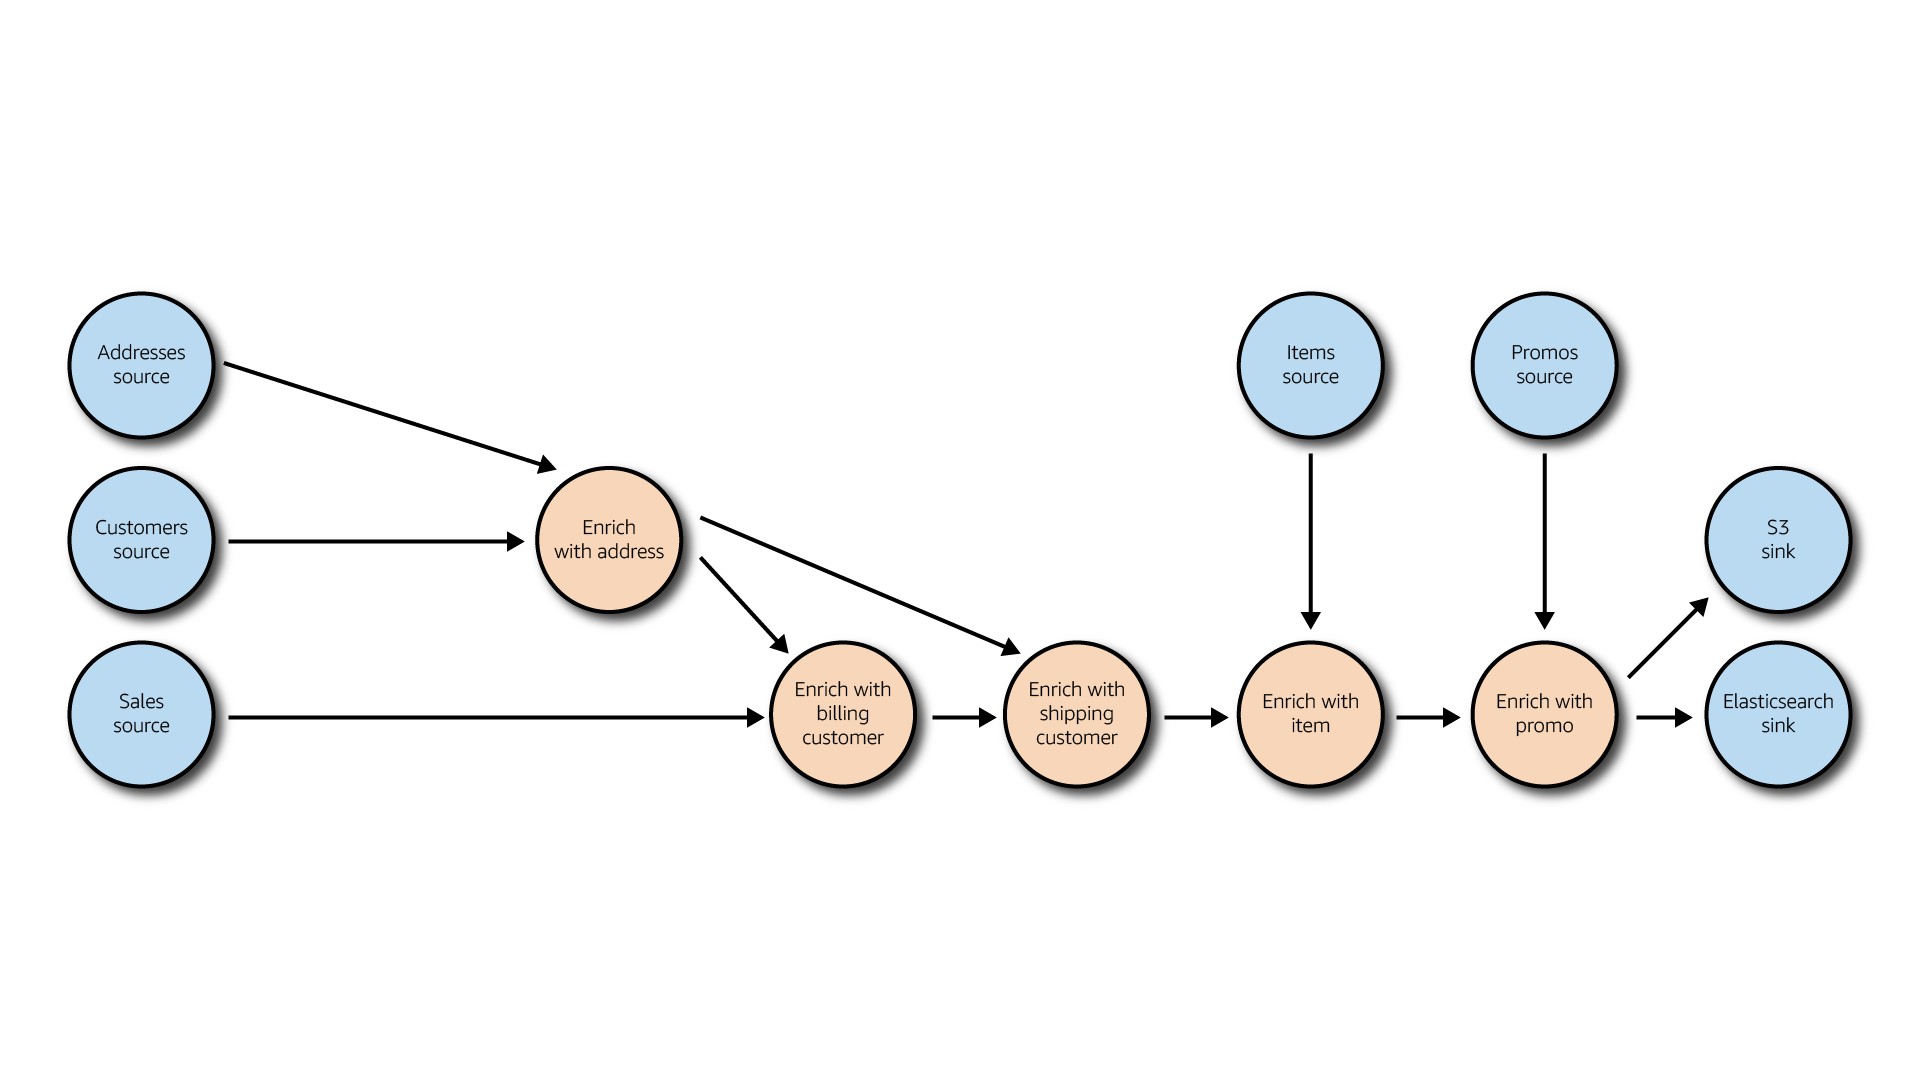 Addresses
source
Customers
source
Sales
source
Enrich
with address
Enrich with
billing
customer
Enrich with
shipping
customer
Items
source
Enrich with
item
Promos
source
Enrich with
promo
S3
sink
Elasticsearch
sink